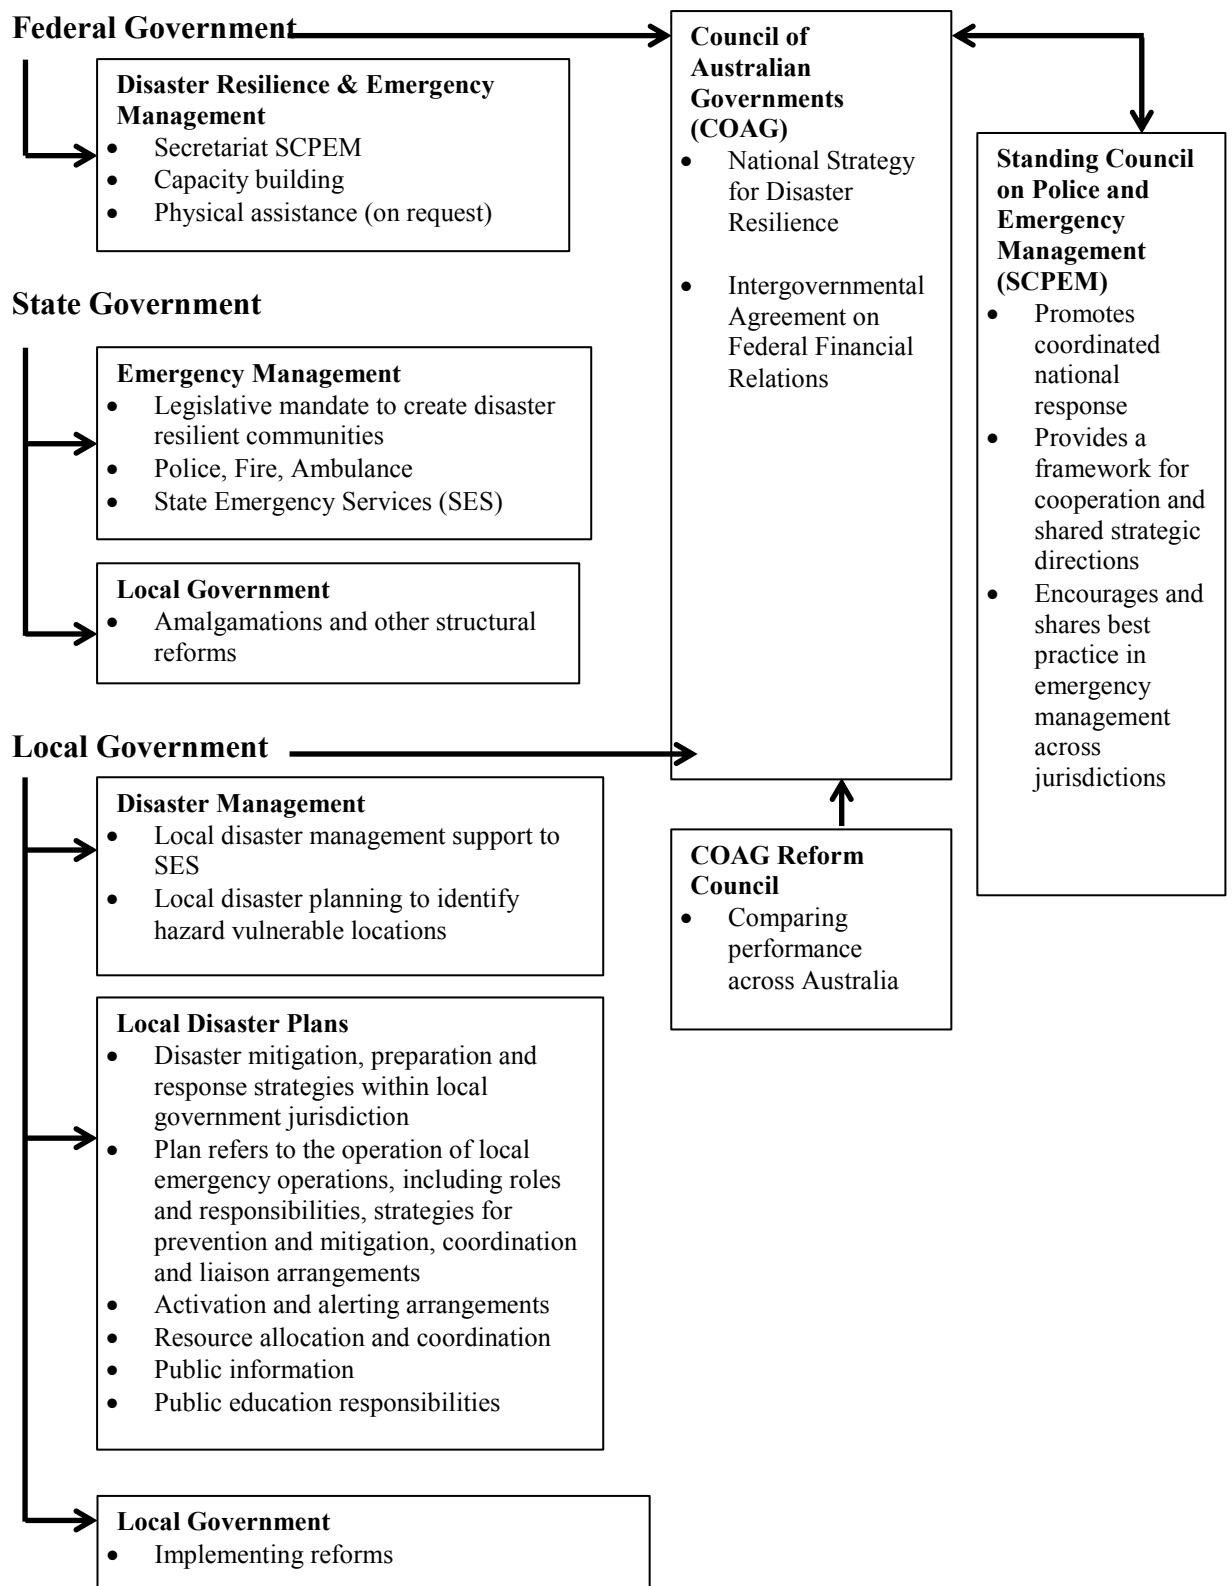 Federal Government
Disaster Resilience & Emergency
Management
• Secretariat SCPEM
• Capacity building
• Physical assistance (on request)
State Government
Emergency Management
• Legislative mandate to create disaster
resilient communities
• Police, Fire, Ambulance
• State Emergency Services (SES)
Local Government
• Amalgamations and other structural
reforms
Local Government
Disaster Management
• Local disaster management support to
SES
• Local disaster planning to identify
hazard vulnerable locations
Local Disaster Plans
• Disaster mitigation, preparation and
response strategies within local
government jurisdiction
• Plan refers to the operation of local
emergency operations, including roles
and responsibilities, strategies for
prevention and mitigation, coordination
and liaison arrangements
• Activation and alerting arrangements
• Resource allocation and coordination
• Public information
• Public education responsibilities
Local Government
• Implementing reforms
Council of
Australian
Governments
(COAG)
• National Strategy
for Disaster
Resilience
• Intergovernmental
Agreement on
Federal Financial
Relations
COAG Reform
Council
• Comparing
performance
across Australia
Standing Council
on Police and
Emergency
Management
(SCPEM)
• Promotes
coordinated
national
response
• Provides a
framework for
cooperation and
shared strategic
directions
• Encourages and
shares best
practice in
emergency
management
across
jurisdictions